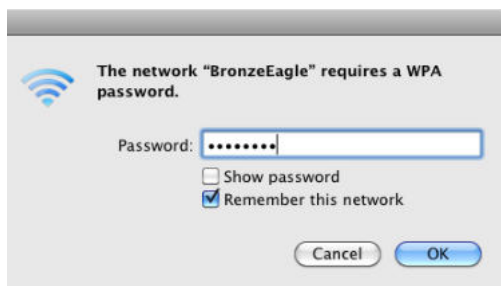 The network “BronzeEagle” requires a WPA
password.
Password: ••••••••
Show password
Remember this network
Cancel OK